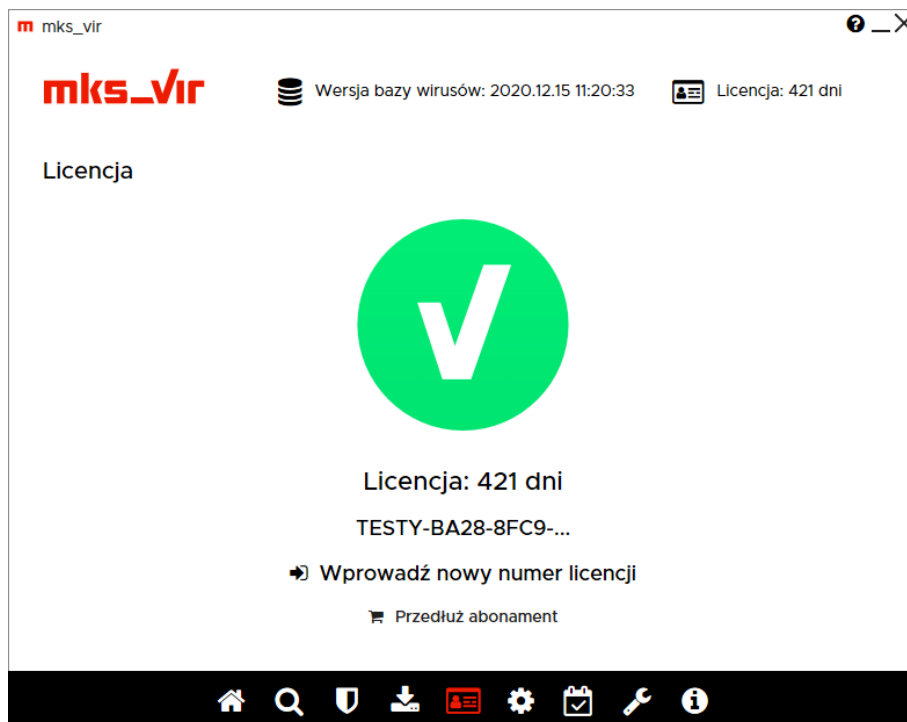 mks_vir
mks_vir
Wersja bazy wirusów: 2020.12.15 11:20:33
Licencja: 421 dni
Licencja
Licencja: 421 dni
TESTY-BA28-8FC9-...
Wprowadź nowy numer licencji
Przedłuż abonament